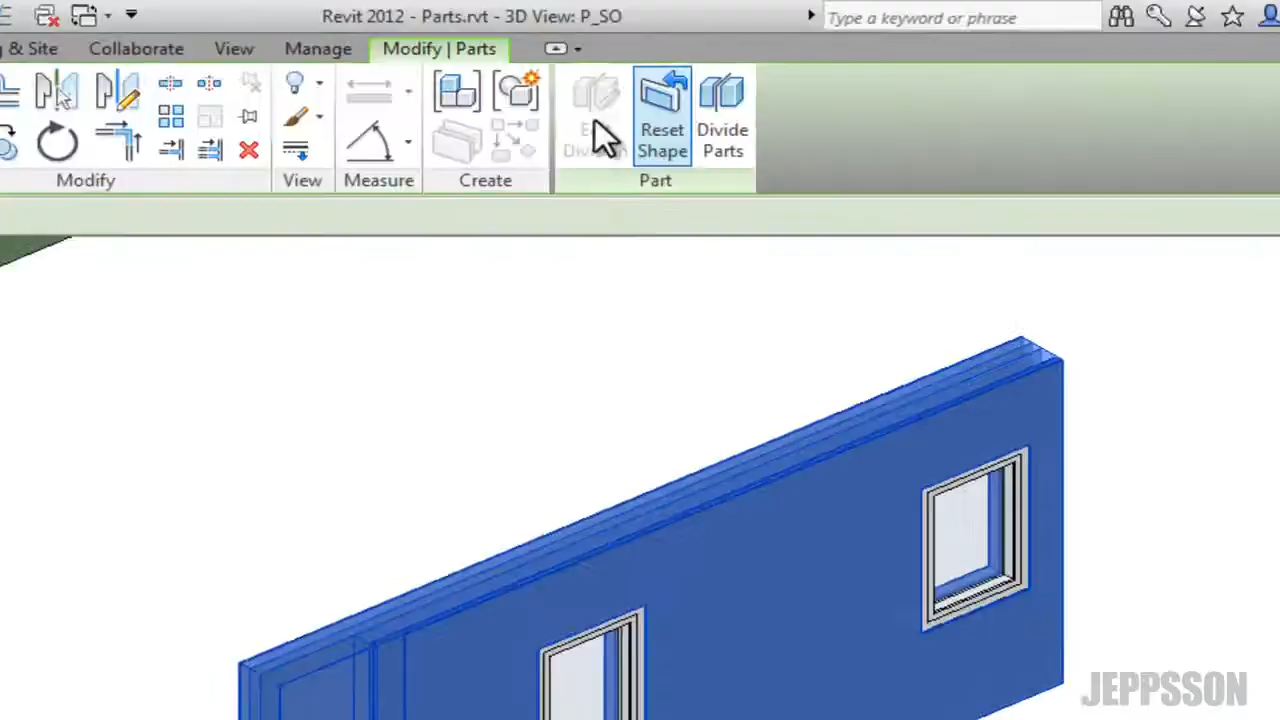 Revit 2012 - Parts.rvt - 3D View: P_SO
Type a keyword or phrase
& Site
Collaborate
View
Manage
Modify | Parts
Reset
Shape
Divide
Parts
Modify
View
Measure
Create
Part
JEPPSSON